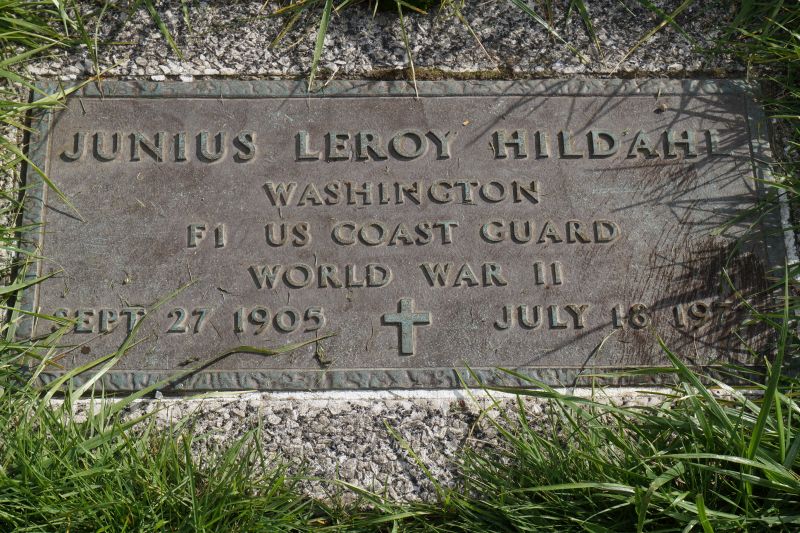 JUNIUS LEROY HILDAHL
WASHINGTON
F1 US COAST GUARD
WORLD WAR II
SEPT 27 1905 JULY 18